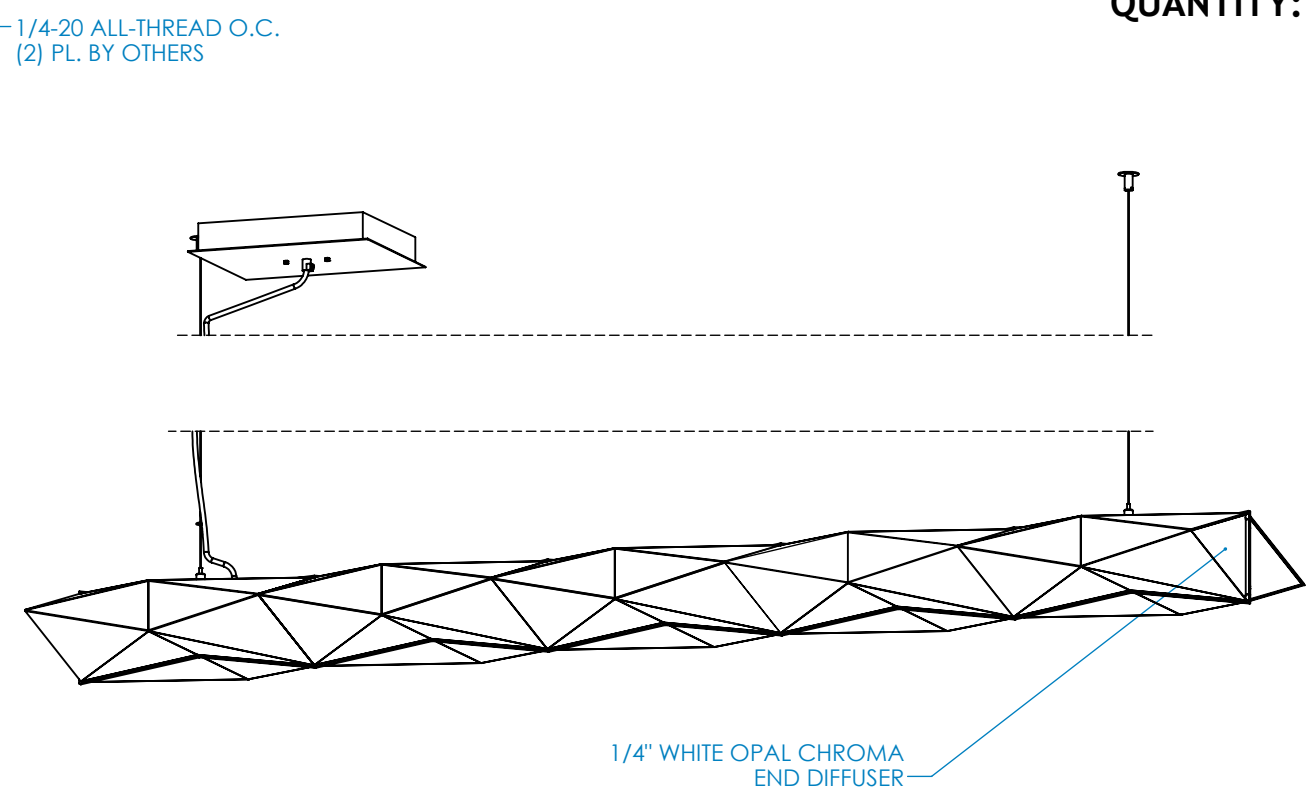 QUANTITY:
1/4-20 ALL-THREAD O.C.
(2) PL. BY OTHERS
1/4" WHITE OPAL CHROMA
END DIFFUSER